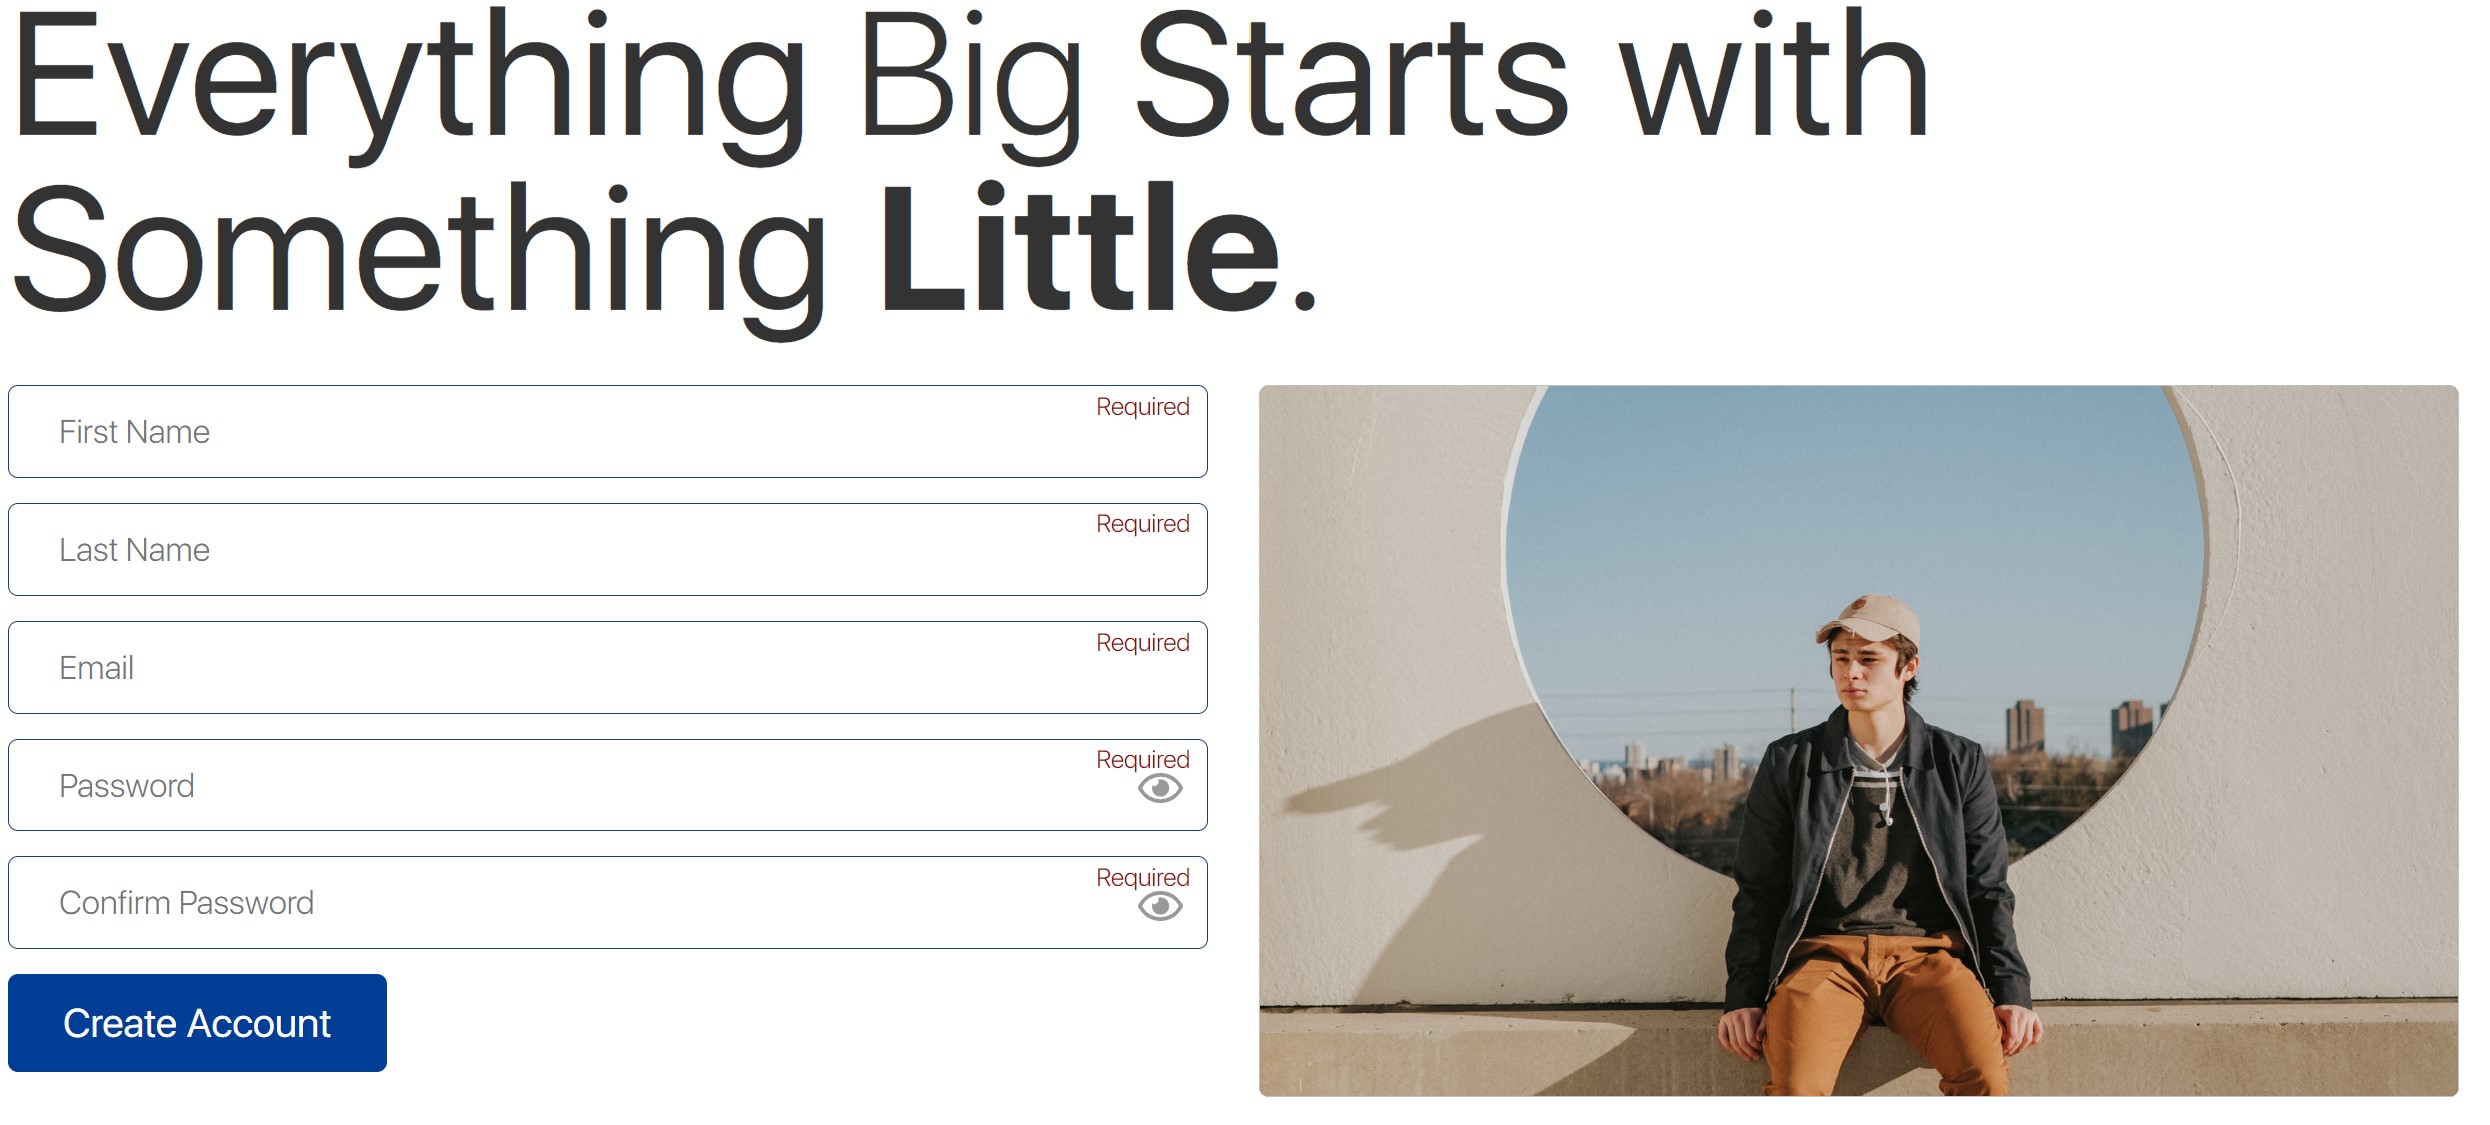 Everything Big Starts with
Something Little.
Required
First Name
Required
Last Name
Required
Email
Required
Password
Required
Confirm Password
Create Account